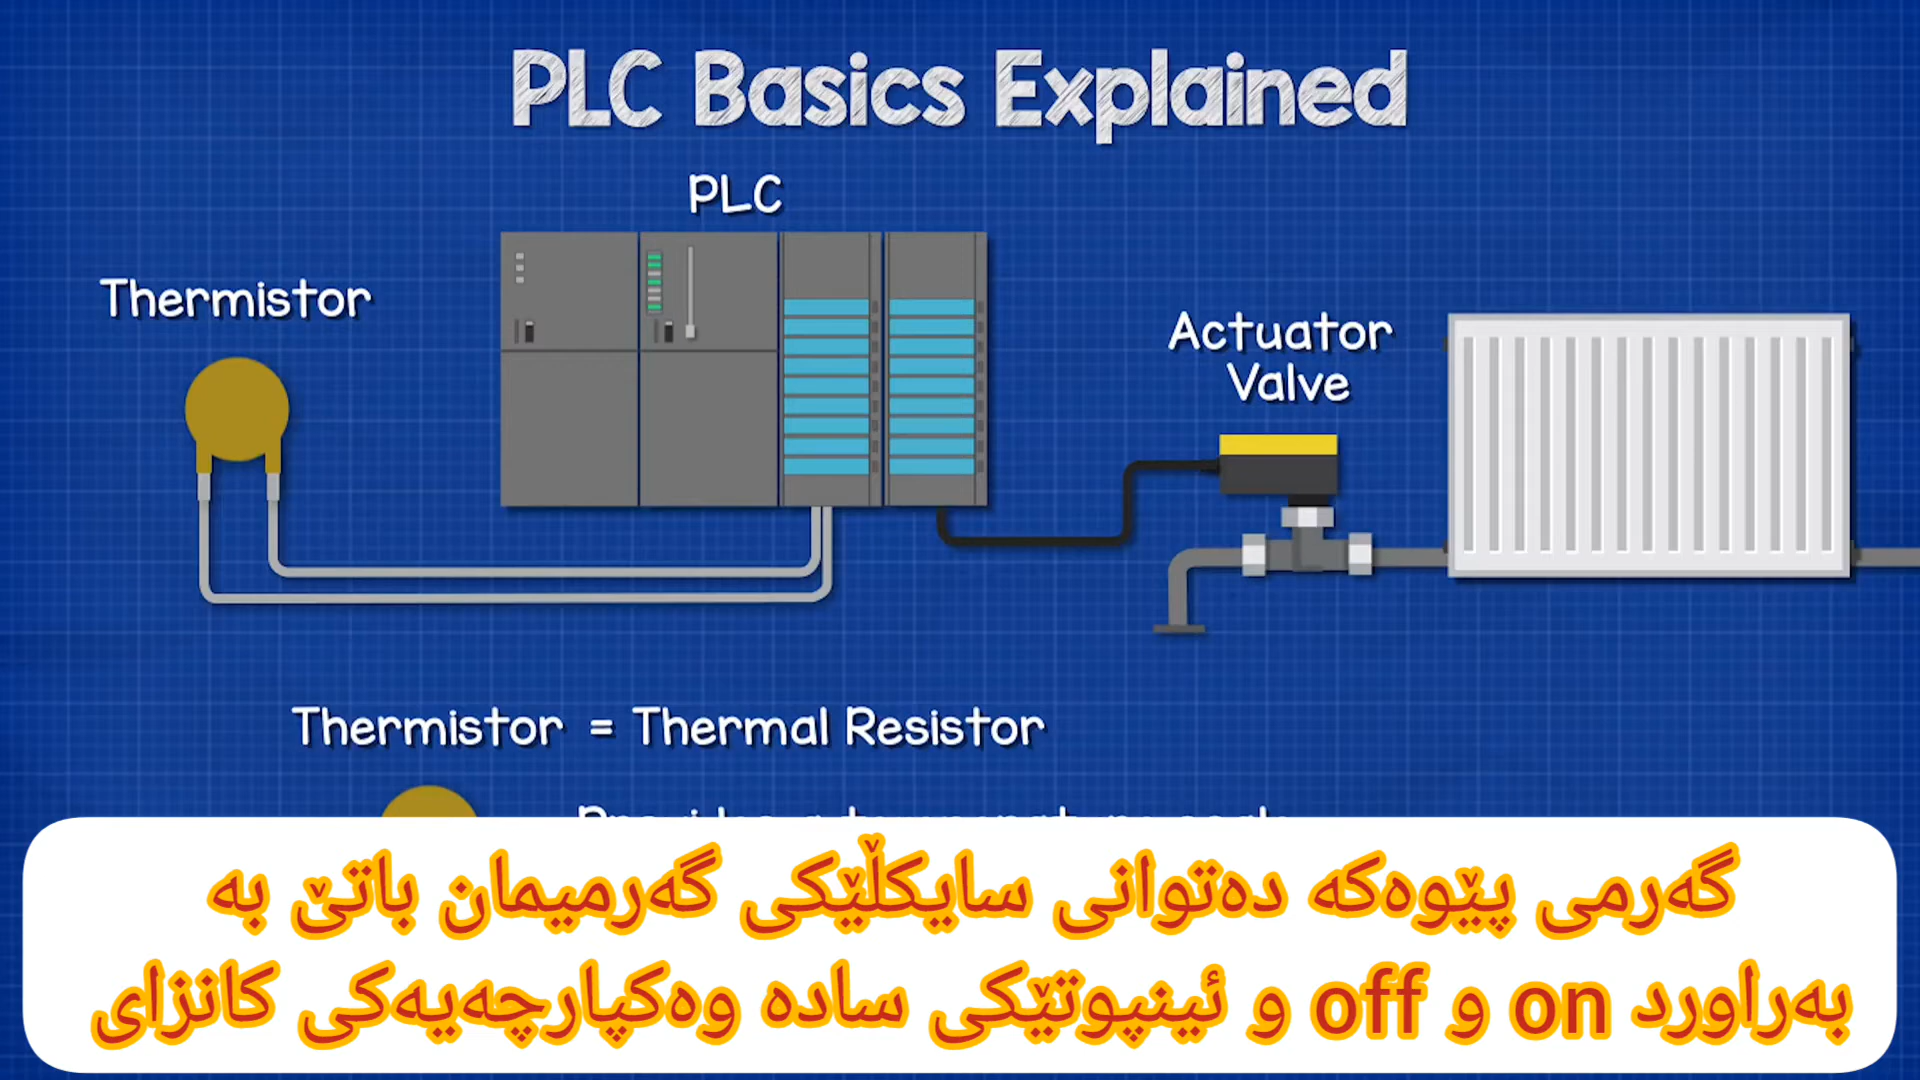 PLC Basics Explained
PLC
Thermistor
Actuator
Valve
Thermistor = Thermal Resistor
گەرمی پێوەکە دەتوانی سایکڵێکی گەرمیمان باتێ بە
بەراورد on و off و ئینپوتێکی سادە وەکپارچەیەکی کانزای